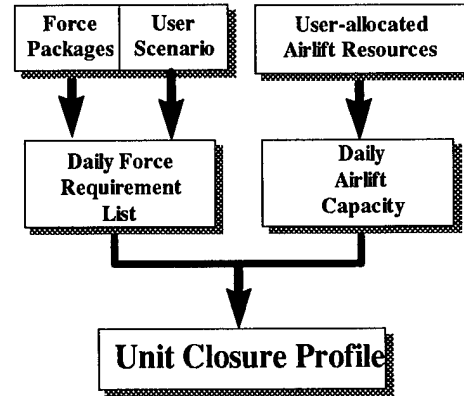 Force
Packages
User
Scenario
User-allocated
Airlift Resources
Daily Force
Requirement
List
Daily
Airlift
Capacity
Unit Closure Profile